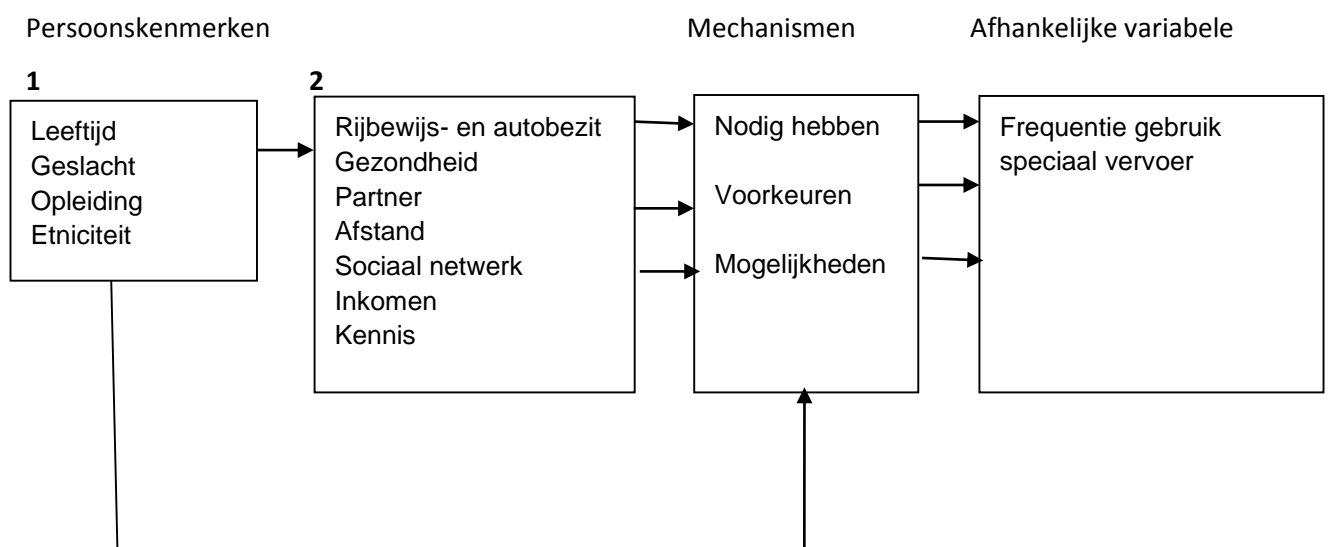 Persoonskenmerken
Mechanismen
Afhankelijke variabele
1
2
Leeftijd
Geslacht
Opleiding
Etniciteit
Rijbewijs- en autobezit
Gezondheid
Partner
Afstand
Sociaal netwerk
Inkomen
Kennis
Nodig hebben
Voorkeuren
Mogelijkheden
Frequentie gebruik
speciaal vervoer